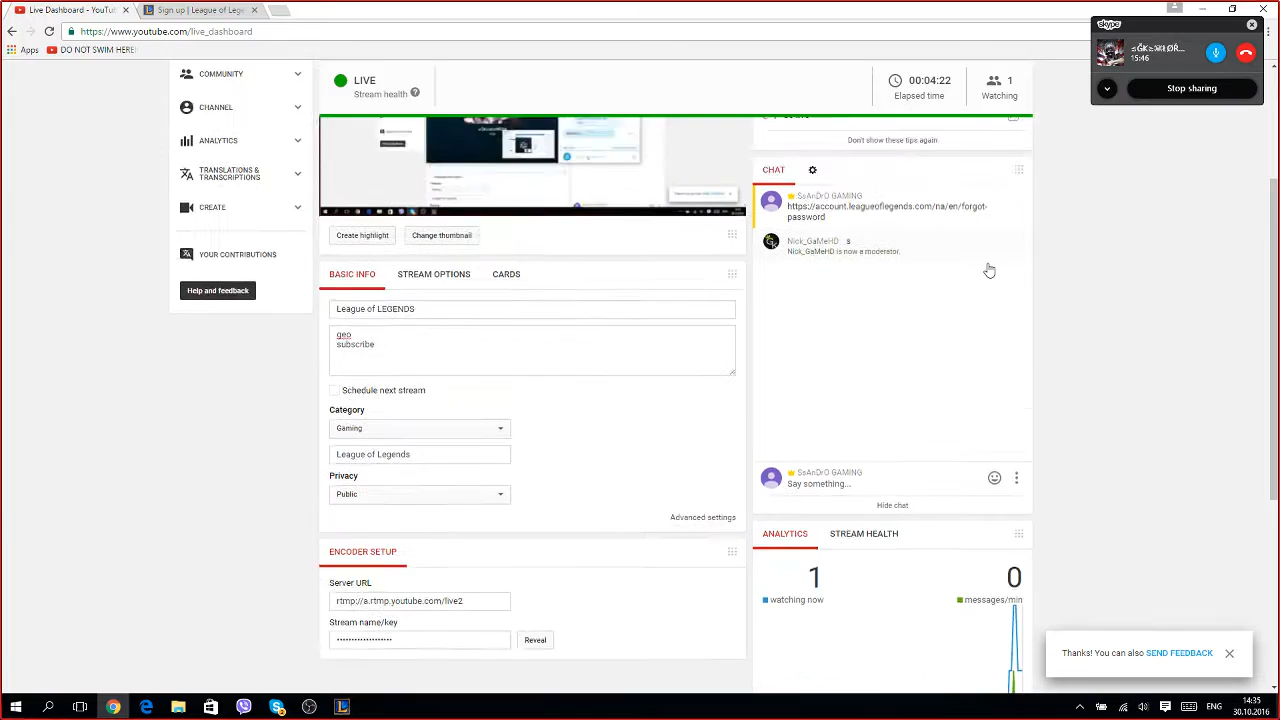 Live Dashboard - YouTu
Sign up | League of Lege
https://www.youtube.com/live_dashboard
Apps
DO NOT SWIM HERE!
skype
15:46
Stop sharing
COMMUNITY
CHANNEL
ANALYTICS
TRANSLATIONS &
TRANSCRIPTIONS
CREATE
YOUR CONTRIBUTIONS
Help and feedback
LIVE
Stream health
00:04:22
Elapsed time
1
Watching
Create highlight
Change thumbnail
BASIC INFO
STREAM OPTIONS
CARDS
League of LEGENDS
geo
subscribe
Schedule next stream
Category
Gaming
League of Legends
Privacy
Public
Advanced settings
ENCODER SETUP
Server URL
rtmp://a.rtmp.youtube.com/live2
Stream name/key
••••••••••••••••••••
Reveal
Don't show these tips again
CHAT
SsAnDrO GAMING
https://account.leagueoflegends.com/na/en/forgot-
password
Nick_GaMeHD s
Nick_GaMeHD is now a moderator.
SsAnDrO GAMING
Say something...
Hide chat
ANALYTICS
STREAM HEALTH
1
watching now
0
messages/min
Thanks! You can also SEND FEEDBACK
ENG
14:35
30.10.2016